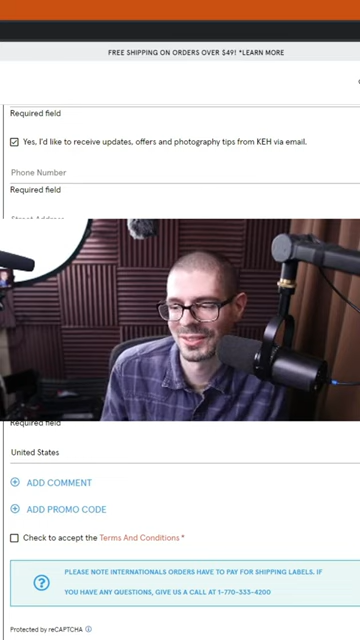 FREE SHIPPING ON ORDERS OVER $49! *LEARN MORE
Required field
Yes, I'd like to receive updates, offers and photography tips from KEH via email.
Phone Number
Required field
Street Address
Required field
United States
ADD COMMENT
ADD PROMO CODE
Check to accept the Terms And Conditions *
PLEASE NOTE INTERNATIONALS ORDERS HAVE TO PAY FOR SHIPPING LABELS. IF
YOU HAVE ANY QUESTIONS, GIVE US A CALL AT 1-770-333-4200
Protected by reCAPTCHA